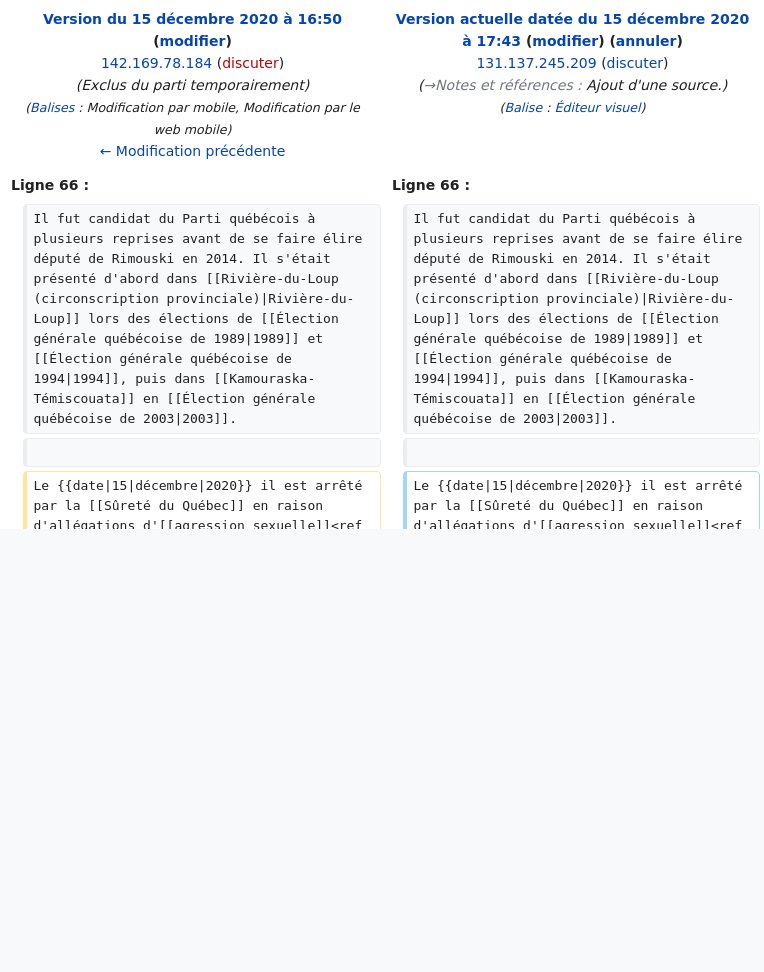 Version du 15 décembre 2020 à 16:50
(modifier)
142.169.78.184 (discuter)
(Exclus du parti temporairement)
(Balises : Modification par mobile, Modification par le
web mobile)
← Modification précédente
Ligne 66 :
Il fut candidat du Parti québécois à
plusieurs reprises avant de se faire élire
député de Rimouski en 2014. Il s'était
présenté d'abord dans [[Rivière-du-Loup
(circonscription provinciale)|Rivière-du-
Loup]] lors des élections de [[Élection
générale québécoise de 1989|1989]] et
[[Élection générale québécoise de
1994|1994]], puis dans [[Kamouraska-
Témiscouata]] en [[Élection générale
québécoise de 2003|2003]].
Le {{date|15|décembre|2020}} il est arrêté
par la [[Sûreté du Québec]] en raison
d'allégations d'[[agression sexuelle]]<ref
Version actuelle datée du 15 décembre 2020
à 17:43 (modifier) (annuler)
131.137.245.209 (discuter)
(→Notes et références : Ajout d'une source.)
(Balise : Éditeur visuel)
Ligne 66 :
Il fut candidat du Parti québécois à
plusieurs reprises avant de se faire élire
député de Rimouski en 2014. Il s'était
présenté d'abord dans [[Rivière-du-Loup
(circonscription provinciale)|Rivière-du-
Loup]] lors des élections de [[Élection
générale québécoise de 1989|1989]] et
[[Élection générale québécoise de
1994|1994]], puis dans [[Kamouraska-
Témiscouata]] en [[Élection générale
québécoise de 2003|2003]].
Le {{date|15|décembre|2020}} il est arrêté
par la [[Sûreté du Québec]] en raison
d'allégations d'[[agression sexuelle]]<ref